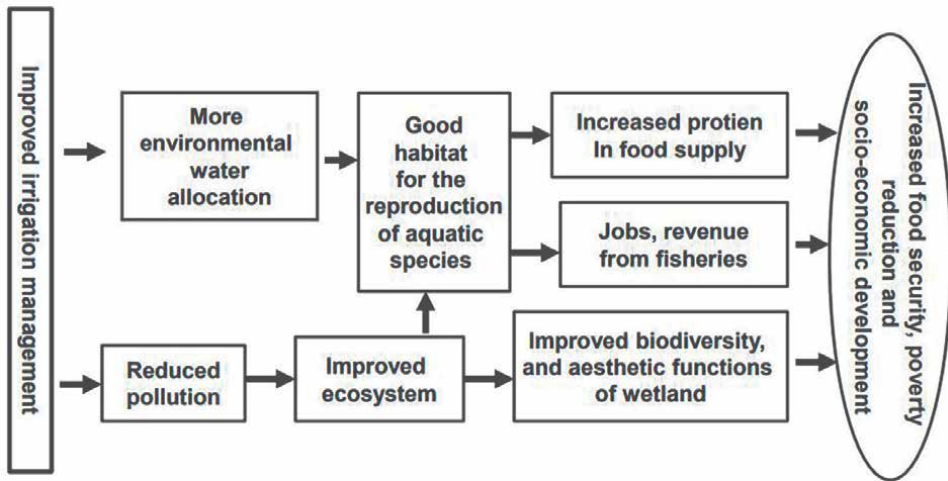 Improved irrigation management
More
environmental
water
allocation
Good
habitat
for the
reproduction
of aquatic
species
Increased protien
In food supply
Jobs, revenue
from fisheries
Reduced
pollution
Improved
ecosystem
Improved biodiversity,
and aesthetic functions
of wetland
Increased food security, poverty
reduction and
socio-economic development